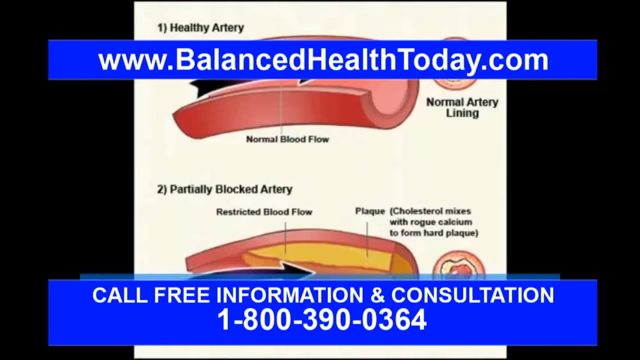 1) Healthy Artery
www.BalancedHealthToday.com
Normal Artery
Lining
Normal Blood Flow
2) Partially Blocked Artery
Restricted Blood Flow
Plaque (Cholesterol mixes
with rogue calcium
to form hard plaque)
CALL FREE INFORMATION & CONSULTATION
1-800-390-0364